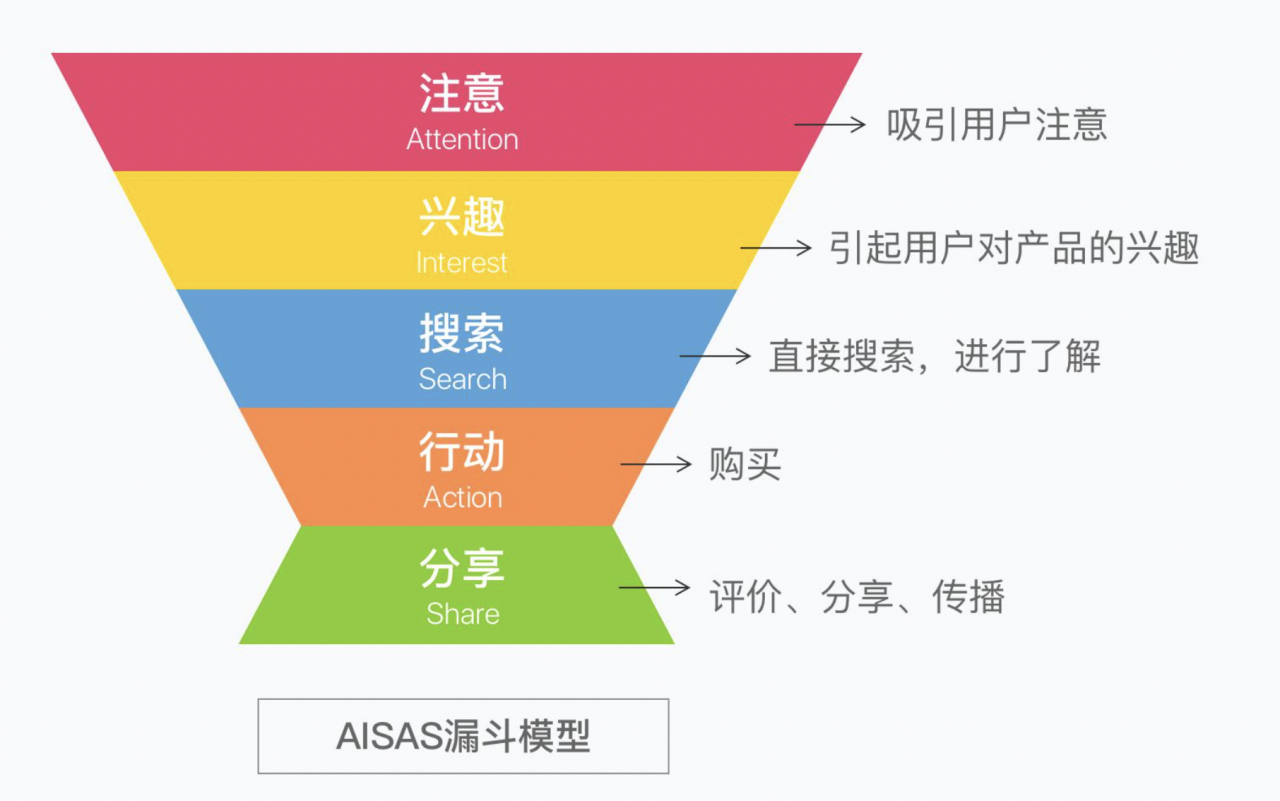 注意
Attention
吸引用户注意
兴趣
Interest
引起用户对产品的兴趣
搜索
Search
直接搜索，进行了解
行动
Action
购买
分享
Share
评价、分享、传播
AISAS漏斗模型